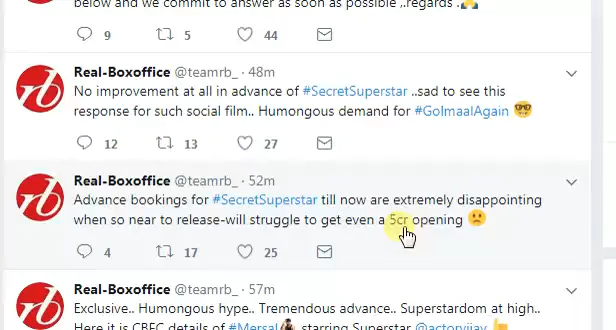 below and we commit to answer as soon as possible ,.regards .🙏
9 5 44
Real-Boxoffice @teamrb_ · 48m
No improvement at all in advance of #SecretSuperstar ..sad to see this
response for such social film.. Humongous demand for #GolmaalAgain 🤓
12 13 27
Real-Boxoffice @teamrb_ · 52m
Advance bookings for #SecretSuperstar till now are extremely disappointing
when so near to release-will struggle to get even a 5cr opening 🙁
4 17 25
Real-Boxoffice @teamrb_ · 57m
Exclusive.. Humongous hype.. Tremendous advance.. Superstardom at high..
Here it is CBFC details of #Mersal starring Superstar @actorvijay 👍
rb
rb
rb